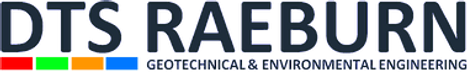 DTS RAEBURN
GEOTECHNICAL & ENVIRONMENTAL ENGINEERING